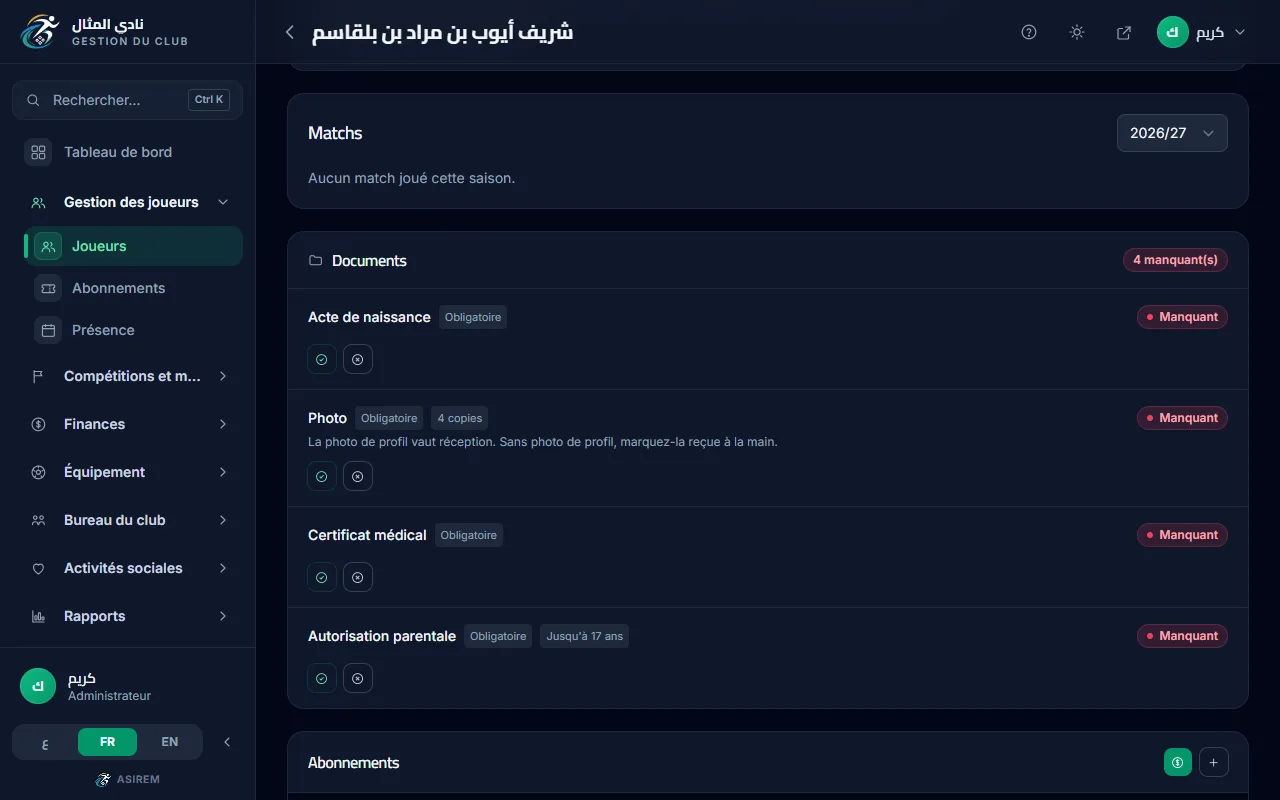 نادي المثال
GESTION DU CLUB
Rechercher...
Ctrl K
Tableau de bord
Gestion des joueurs
Joueurs
Abonnements
Présence
Compétitions et m...
Finances
Équipement
Bureau du club
Activités sociales
Rapports
ك
كريم
Administrateur
ع
FR
EN
ASIREM
شريف أيوب بن مراد بن بلقاسم
ك
كريم
Matchs
2026/27
Aucun match joué cette saison.
Documents
4 manquant(s)
Acte de naissance Obligatoire
Manquant
Photo Obligatoire 4 copies
Manquant
La photo de profil vaut réception. Sans photo de profil, marquez-la reçue à la main.
Certificat médical Obligatoire
Manquant
Autorisation parentale Obligatoire Jusqu'à 17 ans
Manquant
Abonnements